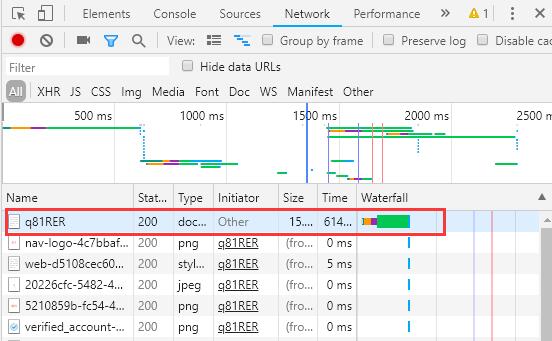 Elements Console Sources Network Performance 1
View: Group by frame Preserve log Disable cac
Filter Hide data URLs
All XHR JS CSS Img Media Font Doc WS Manifest Other
500 ms 1000 ms 1500 ms 2000 ms 2500 ms
Name Stat... Type Initiator Size Time Waterfall
q81RER 200 doc... Other 15.... 614...
nav-logo-4c7bbaf... 200 png q81RER (fro... 0 ms
web-d5108cec60... 200 styl... q81RER (fro... 5 ms
20226cfc-5482-4... 200 jpeg q81RER (fro... 0 ms
5210859b-fc54-4... 200 png q81RER (fro... 0 ms
verified_account-... 200 png q81RER (fro... 0 ms